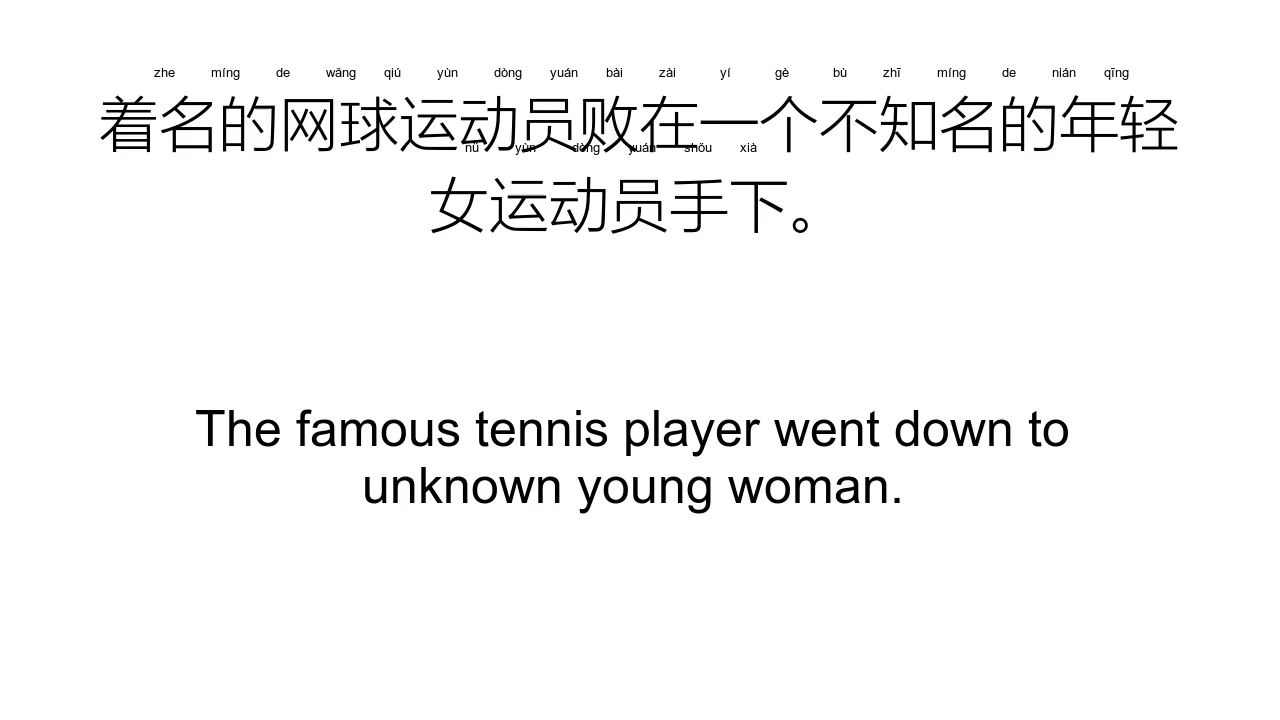 zhe míng de wǎng qiú yùn dòng yuán bài zài yí gè bù zhī míng de nián qīng
着名的网球运动员败在一个不知名的年轻
nǚ yùn dòng yuán shǒu xià
女运动员手下。
The famous tennis player went down to
unknown young woman.